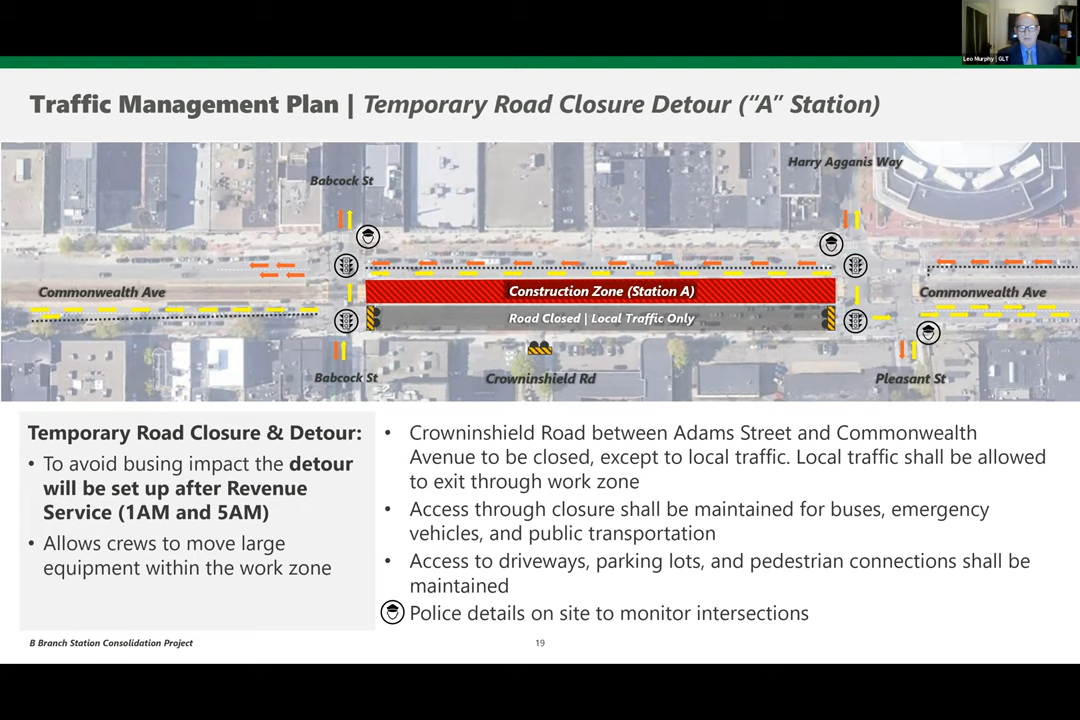 Leo Murphy | GLT
Traffic Management Plan | Temporary Road Closure Detour (“A” Station)
Harry Agganis Way
Babcock St
Commonwealth Ave
Construction Zone (Station A)
Commonwealth Ave
Road Closed | Local Traffic Only
Babcock St
Crowninshield Rd
Pleasant St
Temporary Road Closure & Detour:
• To avoid busing impact the detour
will be set up after Revenue
Service (1AM and 5AM)
• Allows crews to move large
equipment within the work zone
• Crowninshield Road between Adams Street and Commonwealth
Avenue to be closed, except to local traffic. Local traffic shall be allowed
to exit through work zone
• Access through closure shall be maintained for buses, emergency
vehicles, and public transportation
• Access to driveways, parking lots, and pedestrian connections shall be
maintained
Police details on site to monitor intersections
B Branch Station Consolidation Project
19